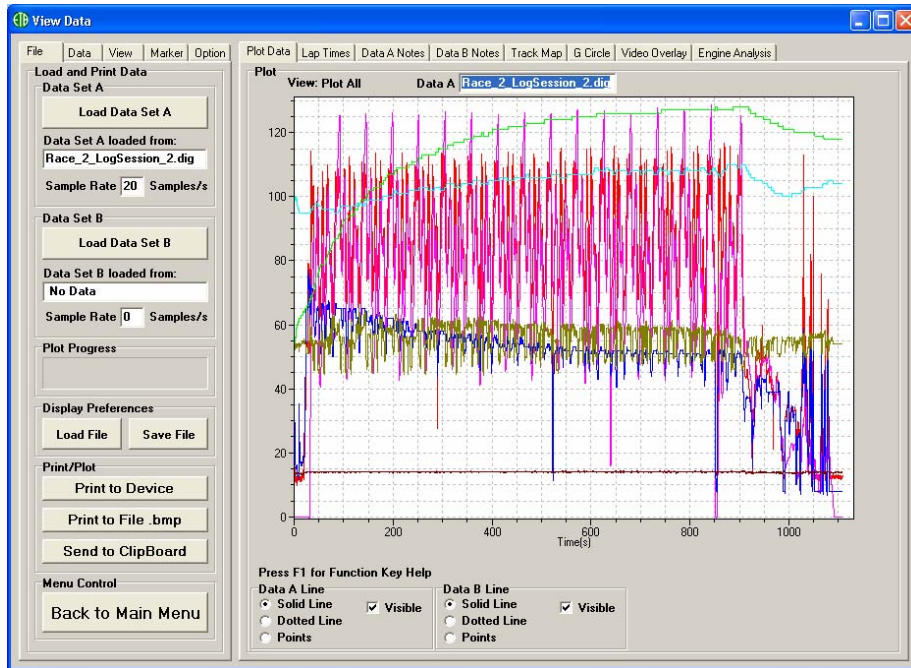 ETB View Data
File Data View Marker Option
Load and Print Data
Data Set A
Load Data Set A
Data Set A loaded from:
Race_2_LogSession_2.dig
Sample Rate 20 Samples/s
Data Set B
Load Data Set B
Data Set B loaded from:
No Data
Sample Rate 0 Samples/s
Plot Progress
Display Preferences
Load File Save File
Print/Plot
Print to Device
Print to File .bmp
Send to ClipBoard
Menu Control
Back to Main Menu
Plot Data Lap Times Data A Notes Data B Notes Track Map G Circle Video Overlay Engine Analysis
Plot
View: Plot All Data A Race_2_LogSession_2.dig
120
100
80
60
40
20
0
0 200 400 600 800 1000
Time(s)
Press F1 for Function Key Help
Data A Line
Solid Line Visible
Dotted Line
Points
Data B Line
Solid Line Visible
Dotted Line
Points